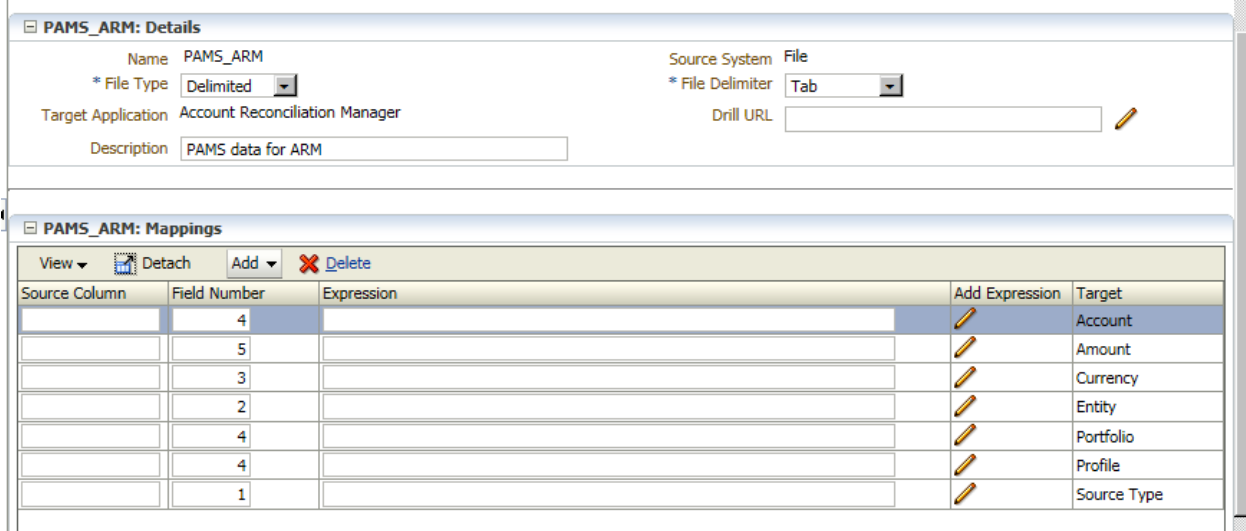 PAMS_ARM: Details
Name PAMS_ARM Source System File
* File Type Delimited * File Delimiter Tab
Target Application Account Reconciliation Manager Drill URL
Description PAMS data for ARM
PAMS_ARM: Mappings
View Detach Add Delete
Source Column Field Number Expression Add Expression Target
4 Account
5 Amount
3 Currency
2 Entity
4 Portfolio
4 Profile
1 Source Type